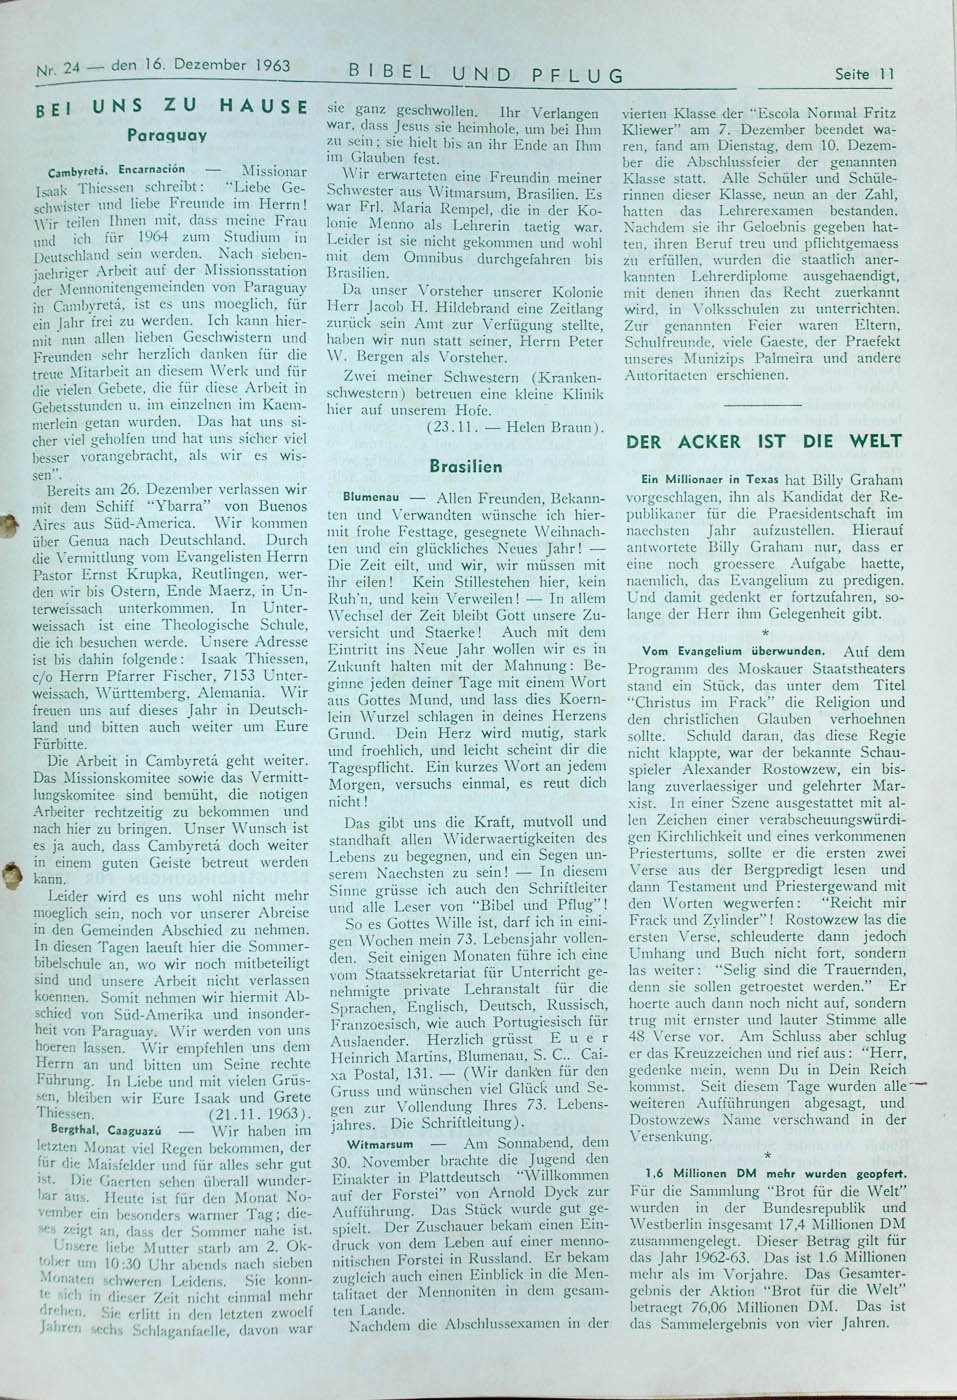 Nr. 24 — den 16. Dezember 1963
BIBEL UND PFLUG
Seite 11
BEI UNS ZU HAUSE
Paraguay
Cambyretá, Encarnación — Missionar
Isaak Thiessen schreibt: "Liebe Ge-
schwister und liebe Freunde im Herrn!
Wir teilen Ihnen mit, dass meine Frau
und ich für 1964 zum Studium in
Deutschland sein werden. Nach sieben-
jaehriger Arbeit auf der Missionsstation
der Mennonitengemeinden von Paraguay
in Cambyretá, ist es uns moeglich, für
ein Jahr frei zu werden. Ich kann hier-
mit nun allen lieben Geschwistern und
Freunden sehr herzlich danken für die
treue Mitarbeit an diesem Werk und für
die vielen Gebete, die für diese Arbeit in
Gebetsstunden u. im einzelnen im Kaem-
merlein getan wurden. Das hat uns si-
cher viel geholfen und hat uns sicher viel
besser vorangebracht, als wir es wis-
sen".
Bereits am 26. Dezember verlassen wir
mit dem Schiff "Ybarra" von Buenos
Aires aus Süd-America. Wir kommen
über Genua nach Deutschland. Durch
die Vermittlung vom Evangelisten Herrn
Pastor Ernst Krupka, Reutlingen, wer-
den wir bis Ostern, Ende Maerz, in Un-
terweissach unterkommen. In Unter-
weissach ist eine Theologische Schule,
die ich besuchen werde. Unsere Adresse
ist bis dahin folgende: Isaak Thiessen,
c/o Herrn Pfarrer Fischer, 7153 Unter-
weissach, Württemberg, Alemania. Wir
freuen uns auf dieses Jahr in Deutsch-
land und bitten auch weiter um Eure
Fürbitte.
Die Arbeit in Cambyretá geht weiter.
Das Missionskomitee sowie das Vermitt-
lungskomitee sind bemüht, die notigen
Arbeiter rechtzeitig zu bekommen und
nach hier zu bringen. Unser Wunsch ist
es ja auch, dass Cambyretá doch weiter
in einem guten Geiste betreut werden
kann.
Leider wird es uns wohl nicht mehr
moeglich sein, noch vor unserer Abreise
in den Gemeinden Abschied zu nehmen.
In diesen Tagen laeuft hier die Sommer-
bibelschule an, wo wir noch mitbeteiligt
sind und unsere Arbeit nicht verlassen
koennen. Somit nehmen wir hiermit Ab-
schied von Süd-Amerika und insonder-
heit von Paraguay. Wir werden von uns
hoeren lassen. Wir empfehlen uns dem
Herrn an und bitten um Seine rechte
Führung. In Liebe und mit vielen Grüs-
sen, bleiben wir Eure Isaak und Grete
Thiessen. (21.11. 1963).
Bergthal, Caaguazú — Wir haben im
letzten Monat viel Regen bekommen, der
für die Maisfelder und für alles sehr gut
ist. Die Gaerten sehen überall wunder-
bar aus. Heute ist für den Monat No-
vember ein besonders warmer Tag; die-
ses zeigt an, dass der Sommer nahe ist.
Unsere liebe Mutter starb am 2. Ok-
tober um 10:30 Uhr abends nach sieben
Monaten schweren Leidens. Sie konn-
te sich in dieser Zeit nicht einmal mehr
drehen. Sie erlitt in den letzten zwoelf
Jahren sechs Schlaganfaelle, davon war
sie ganz geschwollen. Ihr Verlangen
war, dass Jesus sie heimhole, um bei Ihm
zu sein; sie hielt bis an ihr Ende an Ihm
im Glauben fest.
Wir erwarteten eine Freundin meiner
Schwester aus Witmarsum, Brasilien. Es
war Frl. Maria Rempel, die in der Ko-
lonie Menno als Lehrerin taetig war.
Leider ist sie nicht gekommen und wohl
mit dem Omnibus durchgefahren bis
Brasilien.
Da unser Vorsteher unserer Kolonie
Herr Jacob H. Hildebrand eine Zeitlang
zurück sein Amt zur Verfügung stellte,
haben wir nun statt seiner, Herrn Peter
W. Bergen als Vorsteher.
Zwei meiner Schwestern (Kranken-
schwestern) betreuen eine kleine Klinik
hier auf unserem Hofe.
(23.11. — Helen Braun).
Brasilien
Blumenau — Allen Freunden, Bekann-
ten und Verwandten wünsche ich hier-
mit frohe Festtage, gesegnete Weihnach-
ten und ein glückliches Neues Jahr! —
Die Zeit eilt, und wir, wir müssen mit
ihr eilen! Kein Stillestehen hier, kein
Ruh'n, und kein Verweilen! — In allem
Wechsel der Zeit bleibt Gott unsere Zu-
versicht und Staerke! Auch mit dem
Eintritt ins Neue Jahr wollen wir es in
Zukunft halten mit der Mahnung: Be-
ginne jeden deiner Tage mit einem Wort
aus Gottes Mund, und lass dies Koern-
lein Wurzel schlagen in deines Herzens
Grund. Dein Herz wird mutig, stark
und froehlich, und leicht scheint dir die
Tagespflicht. Ein kurzes Wort an jedem
Morgen, versuchs einmal, es reut dich
nicht!
Das gibt uns die Kraft, mutvoll und
standhaft allen Widerwaertigkeiten des
Lebens zu begegnen, und ein Segen un-
serem Naechsten zu sein! — In diesem
Sinne grüsse ich auch den Schriftleiter
und alle Leser von "Bibel und Pflug"!
So es Gottes Wille ist, darf ich in eini-
gen Wochen mein 73. Lebensjahr vollen-
den. Seit einigen Monaten führe ich eine
vom Staatssekretariat für Unterricht ge-
nehmigte private Lehranstalt für die
Sprachen, Englisch, Deutsch, Russisch,
Franzoesisch, wie auch Portugiesisch für
Auslaender. Herzlich grüsst Euer
Heinrich Martins, Blumenau, S. C.. Cai-
xa Postal, 131. — (Wir danken für den
Gruss und wünschen viel Glück und Se-
gen zur Vollendung Ihres 73. Lebens-
jahres. Die Schriftleitung).
Witmarsum — Am Sonnabend, dem
30. November brachte die Jugend den
Einakter in Plattdeutsch "Willkommen
auf der Forstei" von Arnold Dyck zur
Aufführung. Das Stück wurde gut ge-
spielt. Der Zuschauer bekam einen Ein-
druck von dem Leben auf einer menno-
nitischen Forstei in Russland. Er bekam
zugleich auch einen Einblick in die Men-
talitaet der Mennoniten in dem gesam-
ten Lande.
Nachdem die Abschlussexamen in der
vierten Klasse der "Escola Normal Fritz
Kliewer" am 7. Dezember beendet wa-
ren, fand am Dienstag, dem 10. Dezem-
ber die Abschlussfeier der genannten
Klasse statt. Alle Schüler und Schüle-
rinnen dieser Klasse, neun an der Zahl,
hatten das Lehrerexamen bestanden.
Nachdem sie ihr Geloebnis gegeben hat-
ten, ihren Beruf treu und pflichtgemaess
zu erfüllen, wurden die staatlich aner-
kannten Lehrerdiplome ausgehaendigt,
mit denen ihnen das Recht zuerkannt
wird, in Volksschulen zu unterrichten.
Zur genannten Feier waren Eltern,
Schulfreunde, viele Gaeste, der Praefekt
unseres Munizips Palmeira und andere
Autoritaeten erschienen.
DER ACKER IST DIE WELT
Ein Millionaer in Texas hat Billy Graham
vorgeschlagen, ihn als Kandidat der Re-
publikaner für die Praesidentschaft im
naechsten Jahr aufzustellen. Hierauf
antwortete Billy Graham nur, dass er
eine noch groessere Aufgabe haette,
naemlich, das Evangelium zu predigen.
Und damit gedenkt er fortzufahren, so-
lange der Herr ihm Gelegenheit gibt.
*
Vom Evangelium überwunden. Auf dem
Programm des Moskauer Staatstheaters
stand ein Stück, das unter dem Titel
"Christus im Frack" die Religion und
den christlichen Glauben verhoehnen
sollte. Schuld daran, das diese Regie
nicht klappte, war der bekannte Schau-
spieler Alexander Rostowzew, ein bis-
lang zuverlaessiger und gelehrter Mar-
xist. In einer Szene ausgestattet mit al-
len Zeichen einer verabscheuungswürdi-
gen Kirchlichkeit und eines verkommenen
Priestertums, sollte er die ersten zwei
Verse aus der Bergpredigt lesen und
dann Testament und Priestergewand mit
den Worten wegwerfen: "Reicht mir
Frack und Zylinder"! Rostowzew las die
ersten Verse, schleuderte dann jedoch
Umhang und Buch nicht fort, sondern
las weiter: "Selig sind die Trauernden,
denn sie sollen getroestet werden." Er
hoerte auch dann noch nicht auf, sondern
trug mit ernster und lauter Stimme alle
48 Verse vor. Am Schluss aber schlug
er das Kreuzzeichen und rief aus: "Herr,
gedenke mein, wenn Du in Dein Reich
kommst. Seit diesem Tage wurden alle
weiteren Aufführungen abgesagt, und
Dostowzews Name verschwand in der
Versenkung.
*
1,6 Millionen DM mehr wurden geopfert.
Für die Sammlung "Brot für die Welt"
wurden in der Bundesrepublik und
Westberlin insgesamt 17,4 Millionen DM
zusammengelegt. Dieser Betrag gilt für
das Jahr 1962-63. Das ist 1.6 Millionen
mehr als im Vorjahre. Das Gesamter-
gebnis der Aktion "Brot für die Welt"
betraegt 76,06 Millionen DM. Das ist
das Sammelergebnis von vier Jahren.